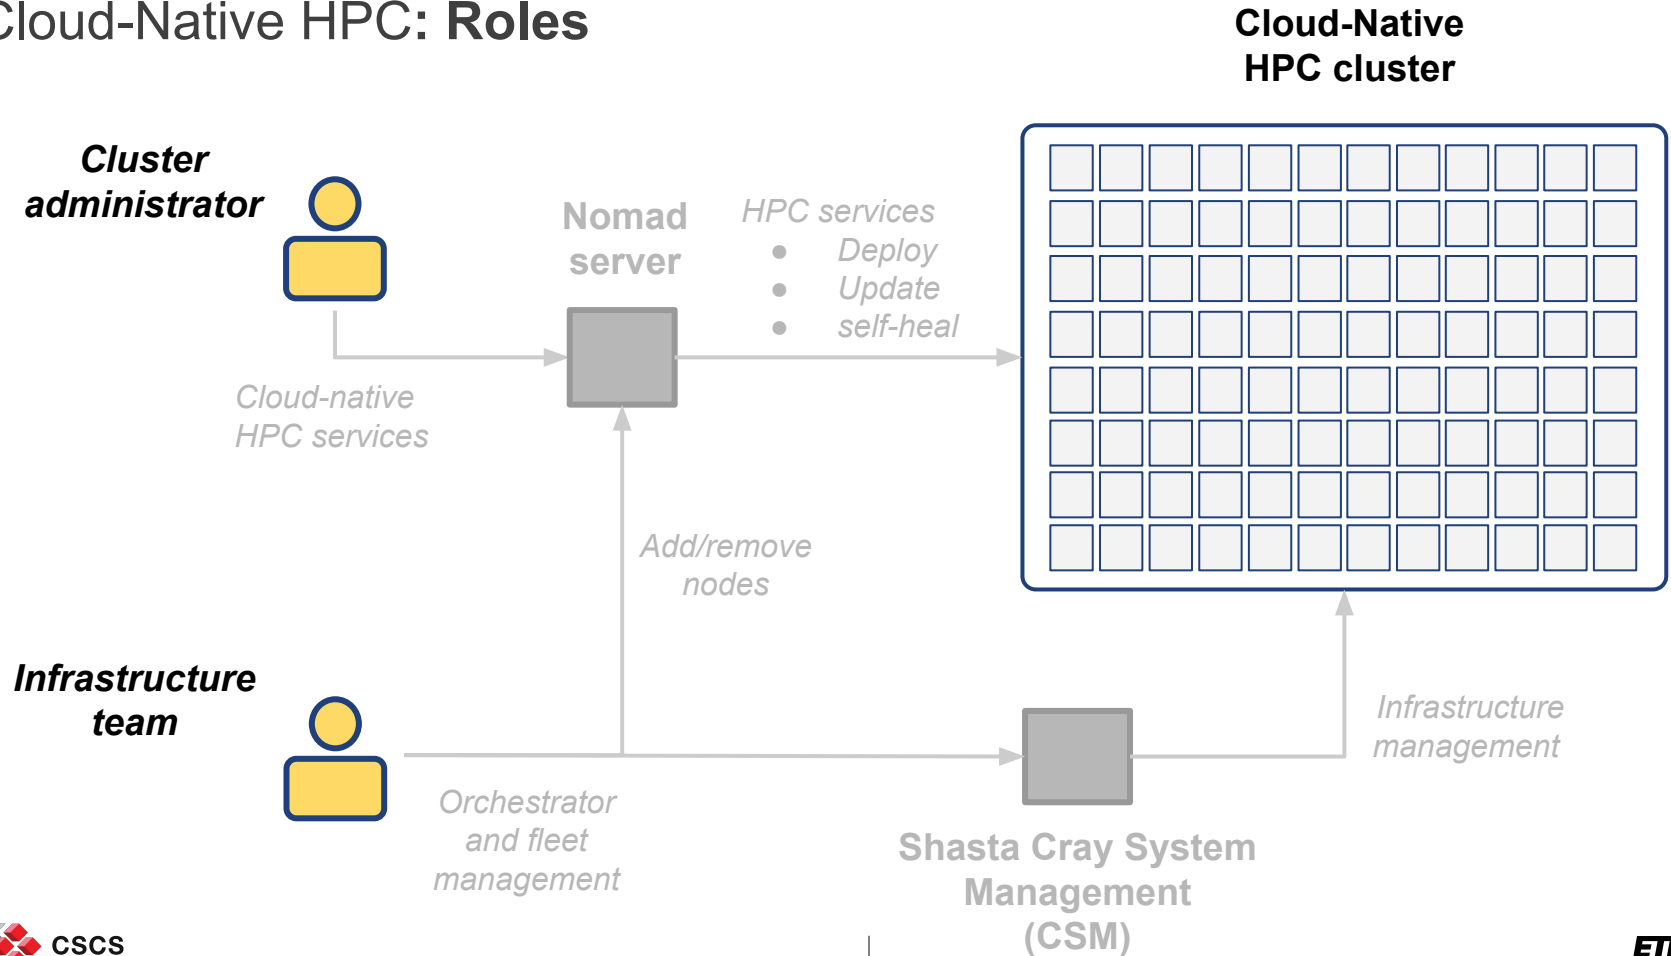 Cloud-Native HPC: Roles
Cloud-Native
HPC cluster
Cluster
administrator
Nomad
server
HPC services
● Deploy
● Update
● self-heal
Cloud-native
HPC services
Add/remove
nodes
Infrastructure
team
Orchestrator
and fleet
management
Infrastructure
management
Shasta Cray System
Management
(CSM)
CSCS